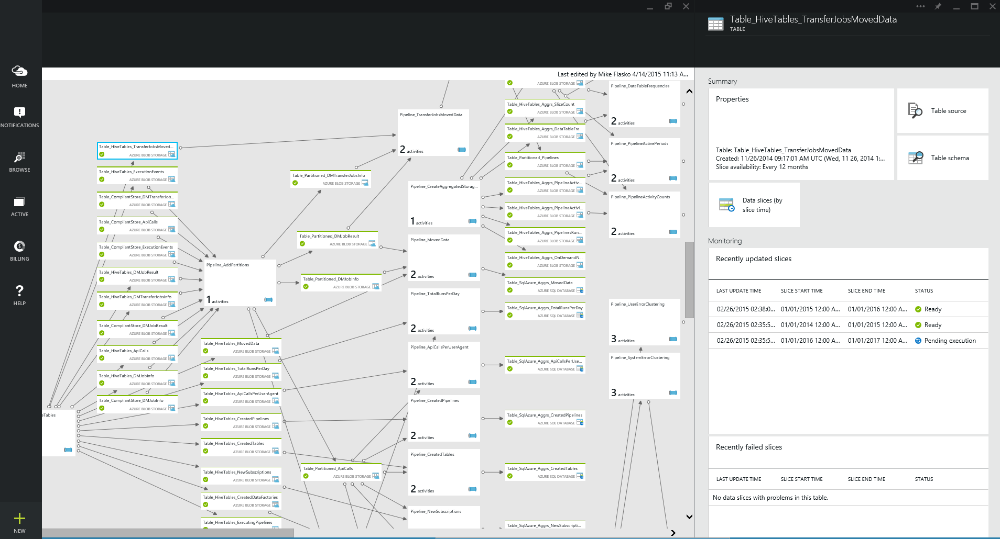 HOME
NOTIFICATIONS
BROWSE
ACTIVE
BILLING
HELP
NEW
Last edited by Mike Flasko 4/14/2015 11:13 A...
Table_HiveTables_TransferJobsMoved...
AZURE BLOB STORAGE
Table_HiveTables_ExecutionEvents
AZURE BLOB STORAGE
Table_CompliantStore_DMTransferJob...
AZURE BLOB STORAGE
Table_CompliantStore_ApiCalls
AZURE BLOB STORAGE
Table_CompliantStore_ExecutionEvents
AZURE BLOB STORAGE
Table_HiveTables_DMJobResult
AZURE BLOB STORAGE
Table_HiveTables_DMTransferJobsInfo
AZURE BLOB STORAGE
Table_CompliantStore_DMJobResult
AZURE BLOB STORAGE
Table_HiveTables_ApiCalls
AZURE BLOB STORAGE
Table_HiveTables_DMJobInfo
AZURE BLOB STORAGE
Table_CompliantStore_DMJobInfo
AZURE BLOB STORAGE
eTables
Pipeline_AddPartitions
1 activities
Table_HiveTables_MovedData
AZURE BLOB STORAGE
Table_HiveTables_TotalRunsPerDay
AZURE BLOB STORAGE
Table_HiveTables_ApiCallsPerUserAgent
AZURE BLOB STORAGE
Table_HiveTables_CreatedPipelines
AZURE BLOB STORAGE
Table_HiveTables_CreatedTables
AZURE BLOB STORAGE
Table_HiveTables_NewSubscriptions
AZURE BLOB STORAGE
Table_HiveTables_CreatedDataFactories
AZURE BLOB STORAGE
Table_HiveTables_ExecutingPipelines
Table_Partitioned_DMTransferJobsInfo
AZURE BLOB STORAGE
Table_Partitioned_DMJobResult
AZURE BLOB STORAGE
Table_Partitioned_DMJobInfo
AZURE BLOB STORAGE
Table_Partitioned_ApiCalls
AZURE BLOB STORAGE
Pipeline_TransferJobsMovedData
2 activities
Pipeline_CreateAggregatedStorag...
1 activities
Pipeline_MovedData
2 activities
Pipeline_TotalRunsPerDay
2 activities
Pipeline_ApiCallsPerUserAgent
2 activities
Pipeline_CreatedPipelines
2 activities
Pipeline_CreatedTables
2 activities
Pipeline_NewSubscriptions
AZURE BLOB STORAGE
Table_HiveTables_Aggrs_SliceCount
AZURE BLOB STORAGE
Table_HiveTables_Aggrs_DataTableFre...
AZURE BLOB STORAGE
Table_Partitioned_Pipelines
AZURE BLOB STORAGE
Table_HiveTables_Aggrs_PipelineActiv...
AZURE BLOB STORAGE
Table_HiveTables_Aggrs_PipelineActivi...
AZURE BLOB STORAGE
Table_HiveTables_Aggrs_PipelinesRun...
AZURE BLOB STORAGE
Table_HiveTables_Aggrs_OnDemandN...
AZURE BLOB STORAGE
Table_SqlAzure_Aggrs_MovedData
AZURE SQL DATABASE
Table_SqlAzure_Aggrs_TotalRunsPerDay
AZURE SQL DATABASE
Table_SqlAzure_Aggrs_ApiCallsPerUse...
AZURE SQL DATABASE
Table_SqlAzure_Aggrs_CreatedPipelines
AZURE SQL DATABASE
Table_SqlAzure_Aggrs_CreatedTables
AZURE SQL DATABASE
Table_SqlAzure_Aggrs_NewSubscripti...
Pipeline_DataTableFrequencies
2 activities
Pipeline_PipelineActivePeriods
2 activities
Pipeline_PipelineActivityCounts
2 activities
Pipeline_UserErrorClustering
3 activities
Pipeline_SystemErrorClustering
3 activities
Table_HiveTables_TransferJobsMovedData
TABLE
Summary
Properties
Table: Table_HiveTables_TransferJobsMovedData
Created: 11/26/2014 09:17:01 AM UTC (Wed, 11 26, 2014 1:...
Slice availability: Every 12 months
Table source
Table schema
Data slices (by
slice time)
Monitoring
Recently updated slices
LAST UPDATE TIME SLICE START TIME SLICE END TIME STATUS
02/26/2015 02:38:0... 01/01/2015 12:00 A... 01/01/2016 12:00 A... Ready
02/26/2015 02:35:5... 01/01/2014 12:00 A... 01/01/2015 12:00 A... Ready
02/26/2015 02:35:5... 01/01/2016 12:00 A... 01/01/2017 12:00 A... Pending execution
Recently failed slices
LAST UPDATE TIME SLICE START TIME SLICE END TIME STATUS
No data slices with problems in this table.